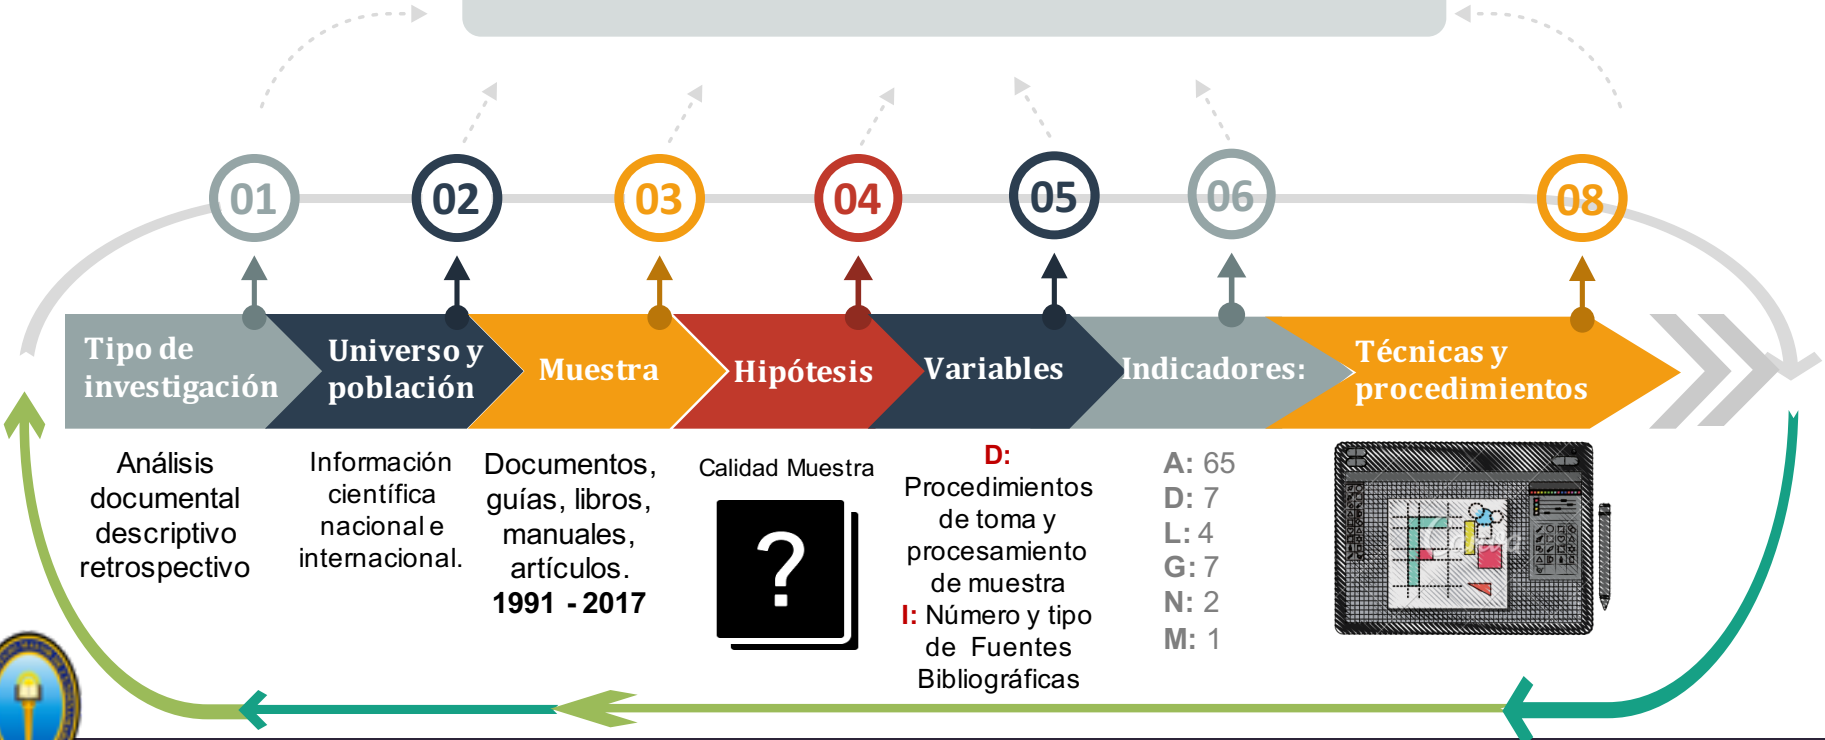 01
02
03
04
05
06
08
Tipo de
investigación
Universo y
población
Muestra
Hipótesis
Variables
Indicadores:
Técnicas y
procedimientos
Análisis
documental
descriptivo
retrospectivo
Información
científica
nacional e
internacional.
Documentos,
guías, libros,
manuales,
artículos.
1991 - 2017
Calidad Muestra
?
D:
Procedimientos
de toma y
procesamiento
de muestra
I: Número y tipo
de Fuentes
Bibliográficas
A: 65
D: 7
L: 4
G: 7
N: 2
M: 1
Canva